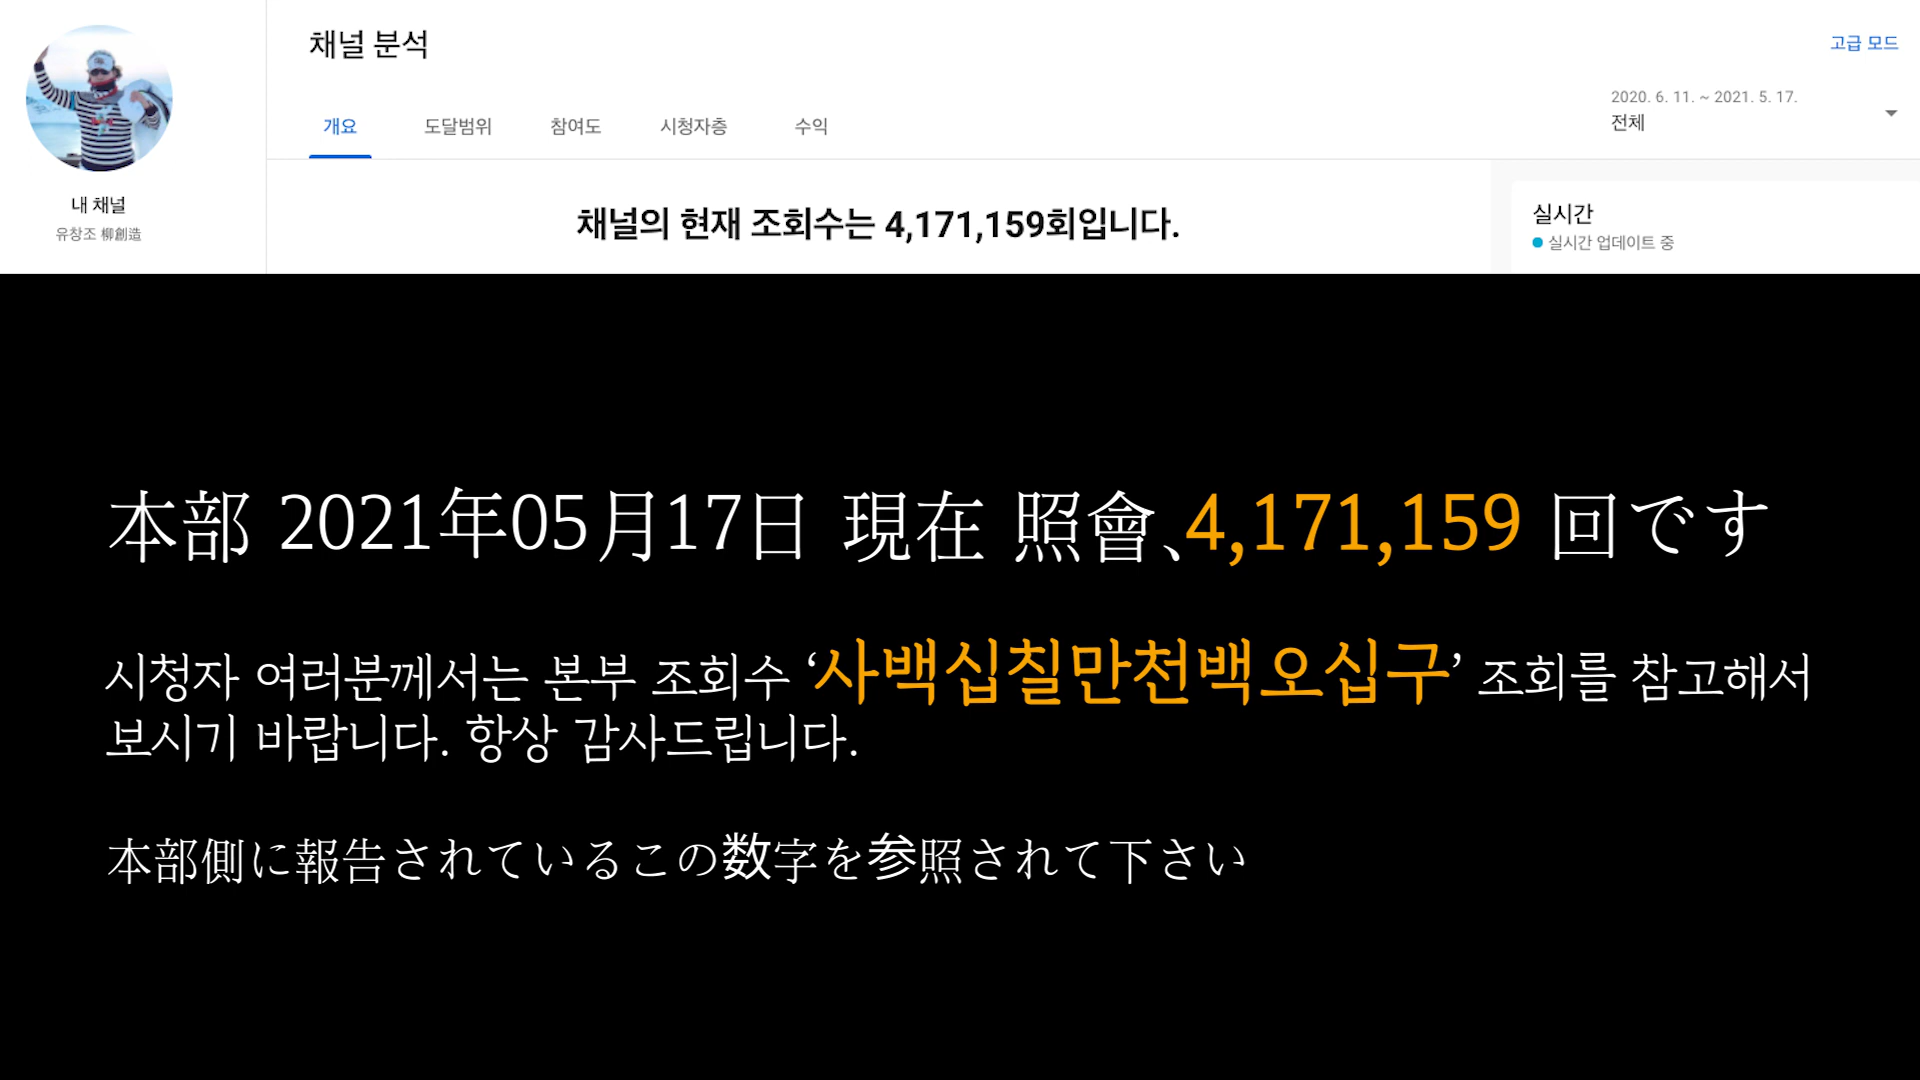 채널 분석
고급 모드
2020. 6. 11. ~ 2021. 5. 17.
전체
개요 도달범위 참여도 시청자층 수익
내 채널
유창조 柳創造
채널의 현재 조회수는 4,171,159회입니다.
실시간
실시간 업데이트 중
本部 2021年05月17日 現在 照會、4,171,159 回です
시청자 여러분께서는 본부 조회수 ‘사백십칠만천백오십구’ 조회를 참고해서
보시기 바랍니다. 항상 감사드립니다.
本部側に報告されているこの数字を参照されて下さい